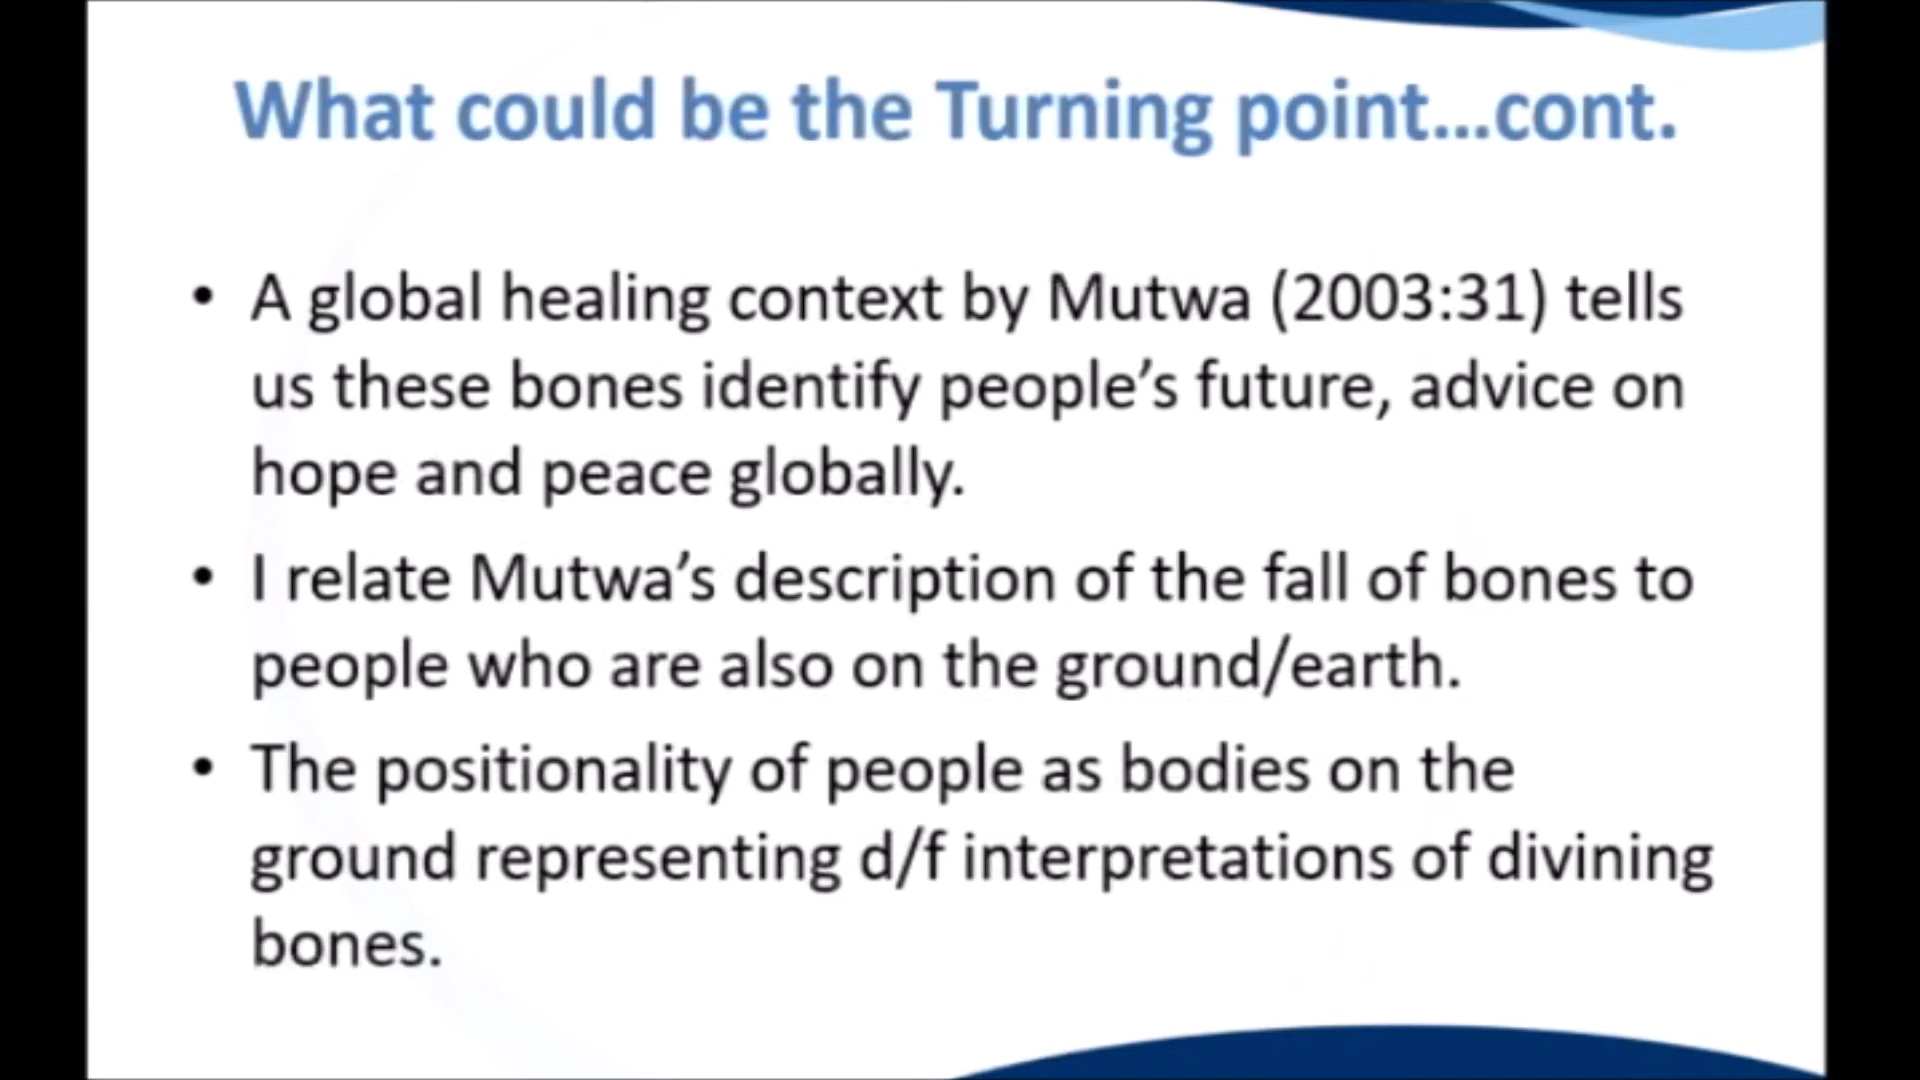 What could be the Turning point...cont.
• A global healing context by Mutwa (2003:31) tells
us these bones identify people’s future, advice on
hope and peace globally.
• I relate Mutwa’s description of the fall of bones to
people who are also on the ground/earth.
• The positionality of people as bodies on the
ground representing d/f interpretations of divining
bones.